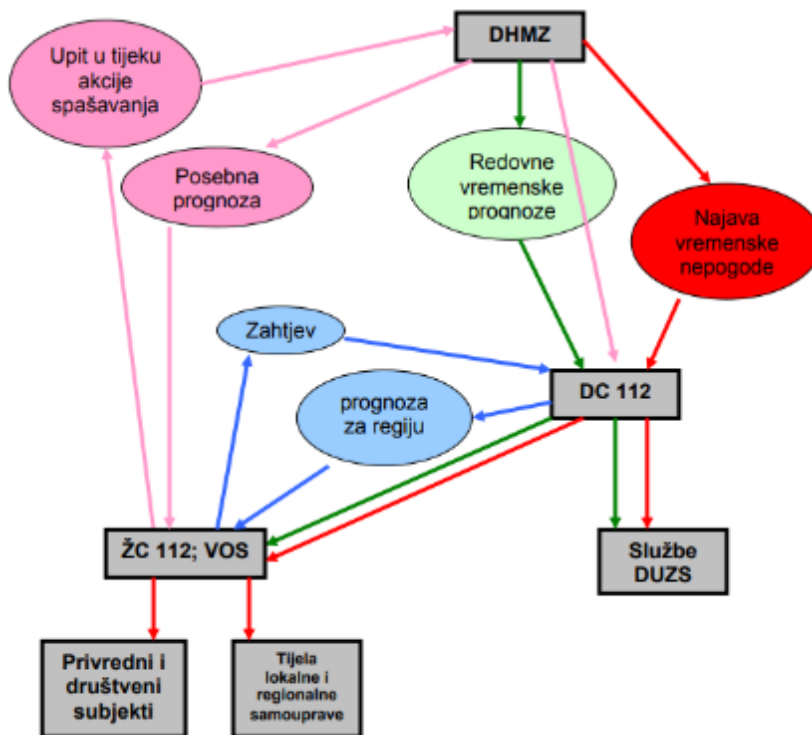 DHMZ
Upit u tijeku
akcije
spašavanja
Posebna
prognoza
Redovne
vremenske
prognoze
Najava
vremenske
nepogode
Zahtjev
prognoza
za regiju
DC 112
ŽC 112; VOS
Službe
DUZS
Privredni i
društveni
subjekti
Tijela
lokalne i
regionalne
samouprave